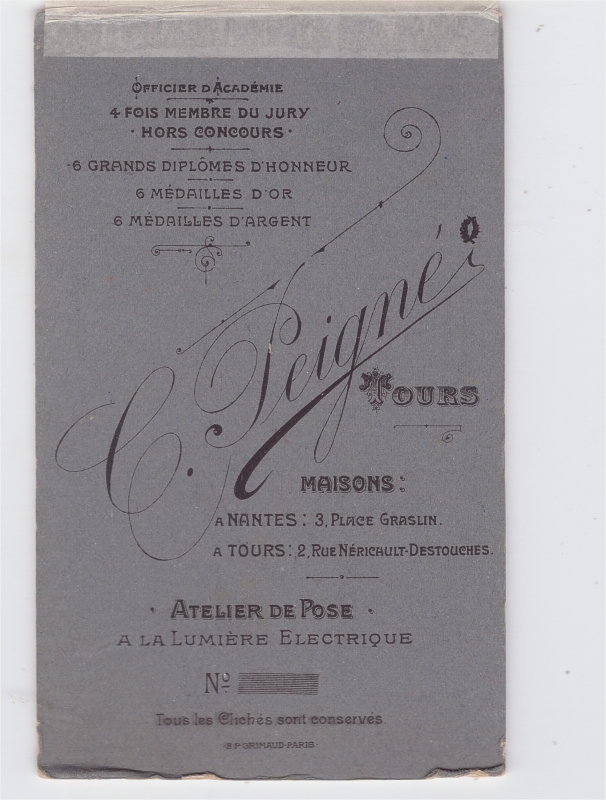 OFFICIER D'ACADÉMIE
4 FOIS MEMBRE DU JURY
· HORS CONCOURS ·
6 GRANDS DIPLÔMES D'HONNEUR
6 MÉDAILLES D'OR
6 MÉDAILLES D'ARGENT
C. Peigné
TOURS
MAISONS:
A NANTES: 3, PLACE GRASLIN.
A TOURS: 2, RUE NÉRICAULT-DESTOUCHES.
· ATELIER DE POSE ·
A LA LUMIÈRE ELECTRIQUE
Nº
Tous les Clichés sont conservés.
B.P. GRIMAUD-PARIS